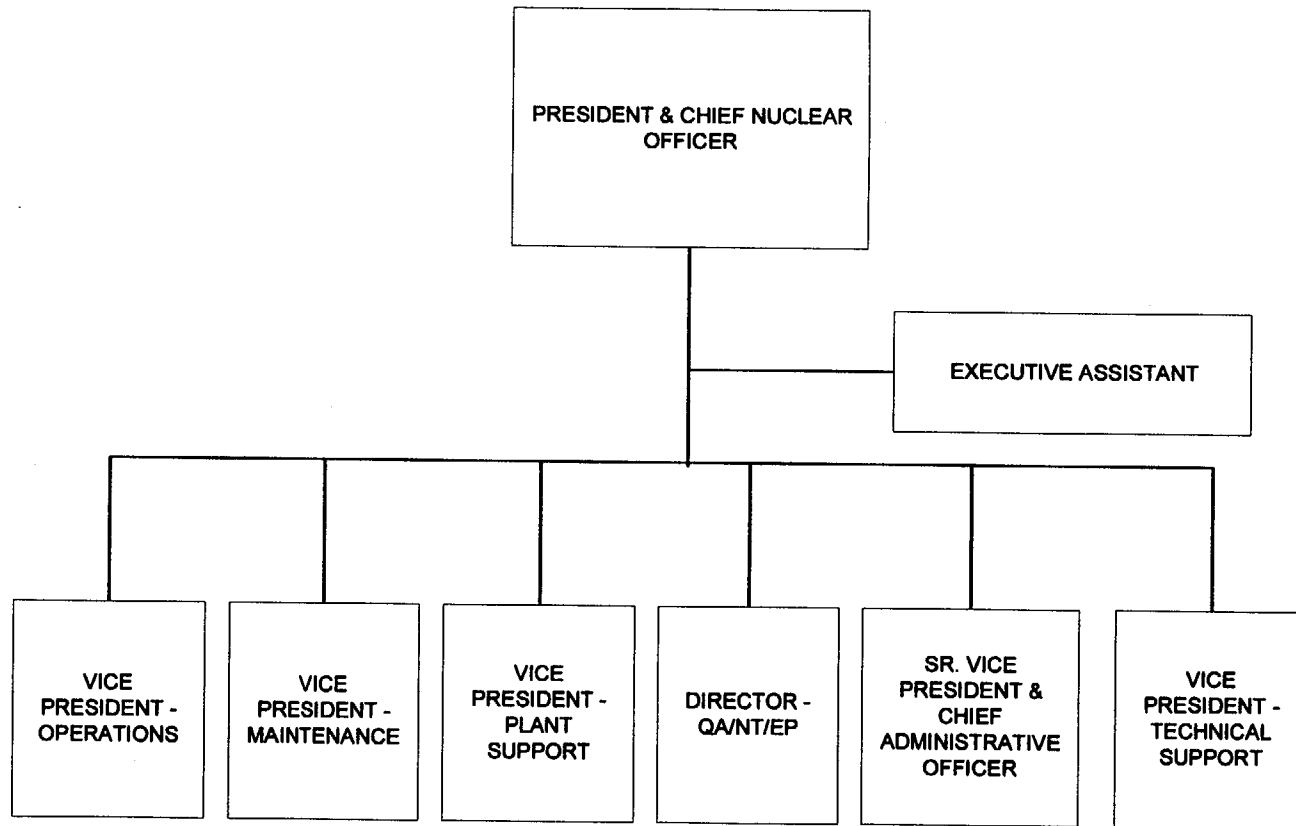 PRESIDENT & CHIEF NUCLEAR
OFFICER
EXECUTIVE ASSISTANT
VICE
PRESIDENT -
OPERATIONS
VICE
PRESIDENT -
MAINTENANCE
VICE
PRESIDENT -
PLANT
SUPPORT
DIRECTOR -
QA/NT/EP
SR. VICE
PRESIDENT &
CHIEF
ADMINISTRATIVE
OFFICER
VICE
PRESIDENT -
TECHNICAL
SUPPORT